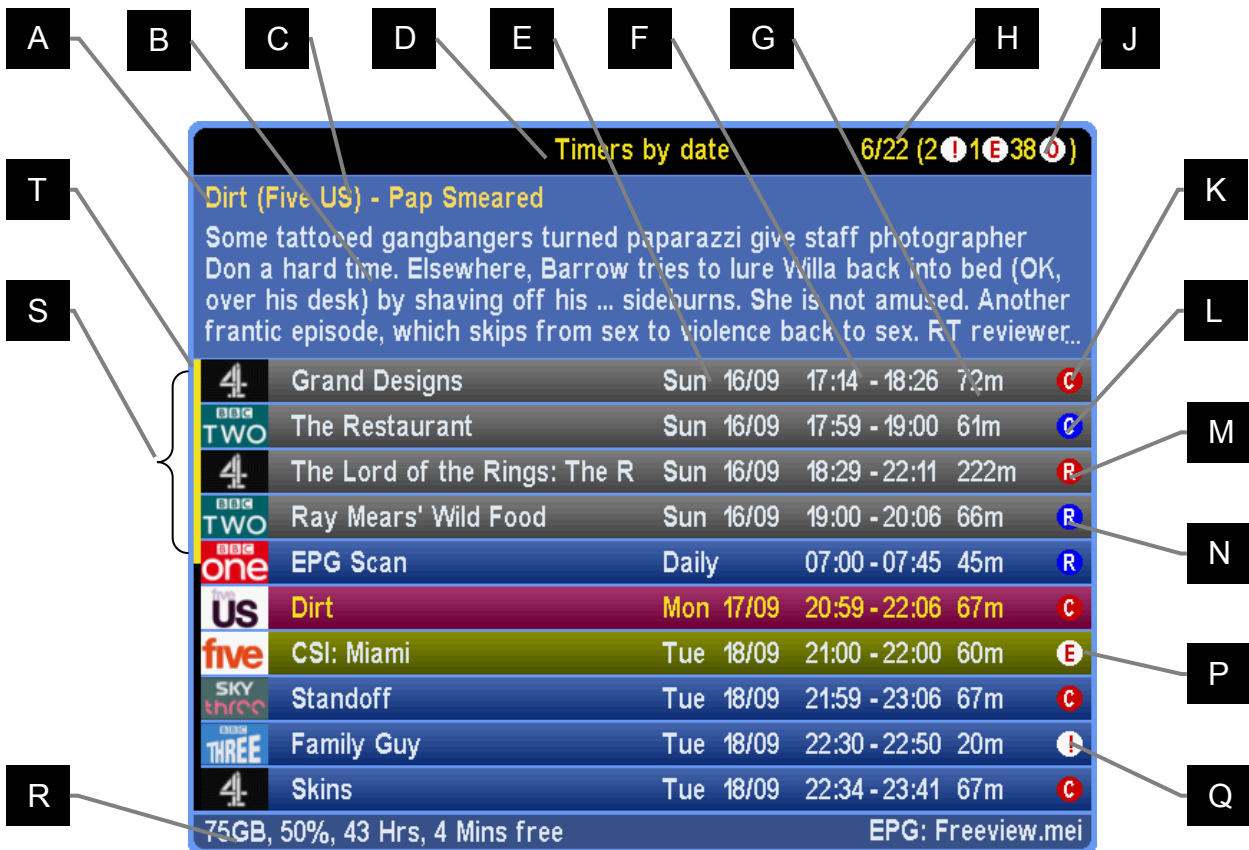 A B C D E F G H J
Timers by date 6/22 (2 ! 1 E 38 O )
T
K
Dirt (Five US) - Pap Smeared
Some tattooed gangbangers turned paparazzi give staff photographer
Don a hard time. Elsewhere, Barrow tries to lure Willa back into bed (OK,
over his desk) by shaving off his ... sideburns. She is not amused. Another
frantic episode, which skips from sex to violence back to sex. RT reviewer...
S
L
4 Grand Designs Sun 16/09 17:14 - 18:26 72m C
BBC TWO The Restaurant Sun 16/09 17:59 - 19:00 61m C
M
4 The Lord of the Rings: The R Sun 16/09 18:29 - 22:11 222m R
BBC TWO Ray Mears' Wild Food Sun 16/09 19:00 - 20:06 66m R
N
BBC one EPG Scan Daily 07:00 - 07:45 45m R
five US Dirt Mon 17/09 20:59 - 22:06 67m C
five CSI: Miami Tue 18/09 21:00 - 22:00 60m E
P
SKY three Standoff Tue 18/09 21:59 - 23:06 67m C
BBC THREE Family Guy Tue 18/09 22:30 - 22:50 20m !
4 Skins Tue 18/09 22:34 - 23:41 67m C
R
Q
75GB, 50%, 43 Hrs, 4 Mins free EPG: Freeview.mei